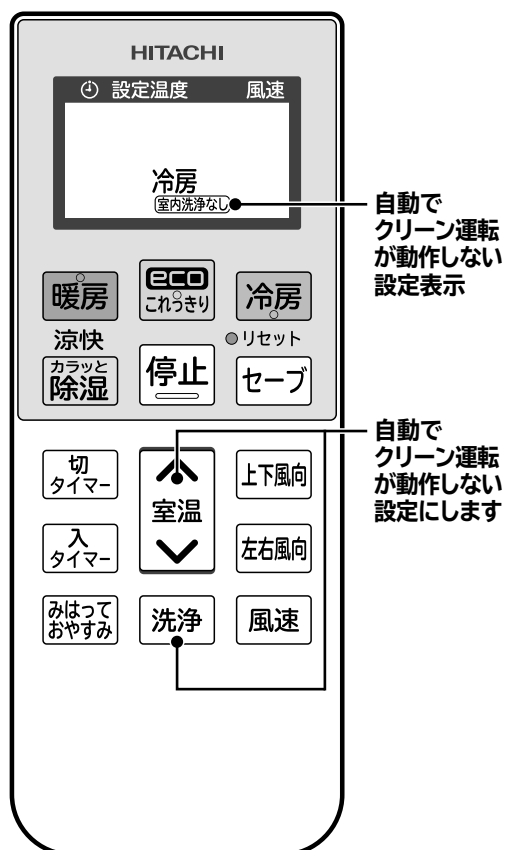 HITACHI
設定温度 風速
冷房
室内洗浄なし
自動で
クリーン運転
が動作しない
設定表示
暖房
eco
これっきり
冷房
涼快
カラッと
除湿
停止
リセット
セーブ
自動で
クリーン運転
が動作しない
設定にします
切
タイマー
室温
上下風向
入
タイマー
左右風向
みはって
おやすみ
洗浄
風速